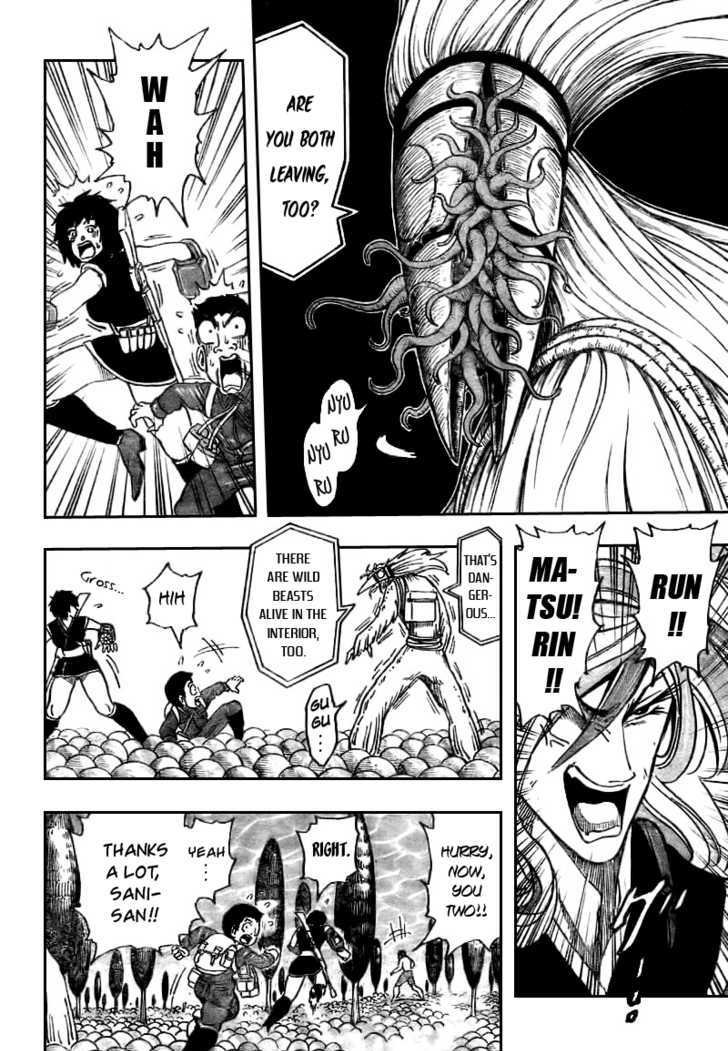 ARE
YOU BOTH
LEAVING,
TOO?
NYU
RU
NYU
RU
WAH
RUN
!!
MA-
TSU!
RIN
!!
THAT'S
DAN-
GER-
OUS...
THERE
ARE WILD
BEASTS
ALIVE IN THE
INTERIOR,
TOO.
GU
GU
...
HIH
Gross...
HURRY,
NOW,
YOU
TWO!!
RIGHT.
YEAH
...
THANKS
A LOT,
SANI-
SAN!!